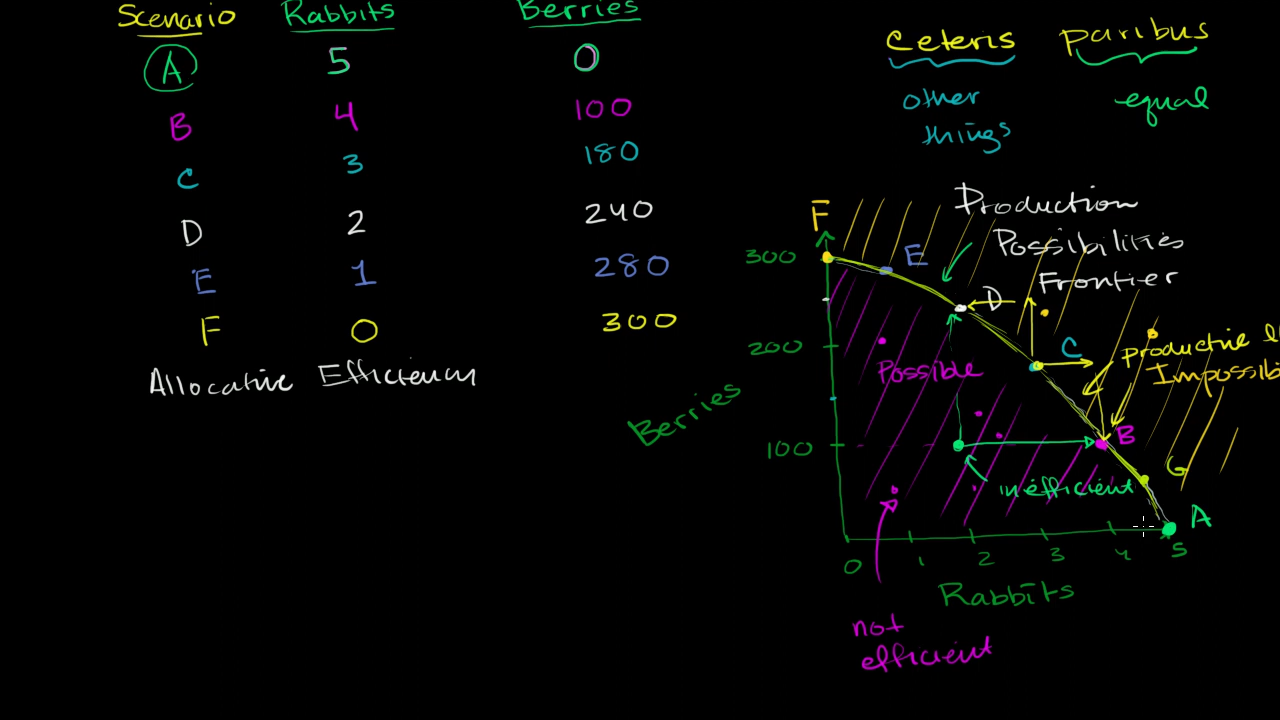 Scenario Rabbits Berries
A 5 0
B 4 100
C 3 180
D 2 240
E 1 280
F 0 300
Allocative Efficiency
Ceteris Paribus
other things
equal
Production
Possibilities
Frontier
F
E
D
C
B
G
A
300
200
100
Berries
Possible
productive
Impossib
inefficient
0 1 2 3 4 5
Rabbits
not
efficient